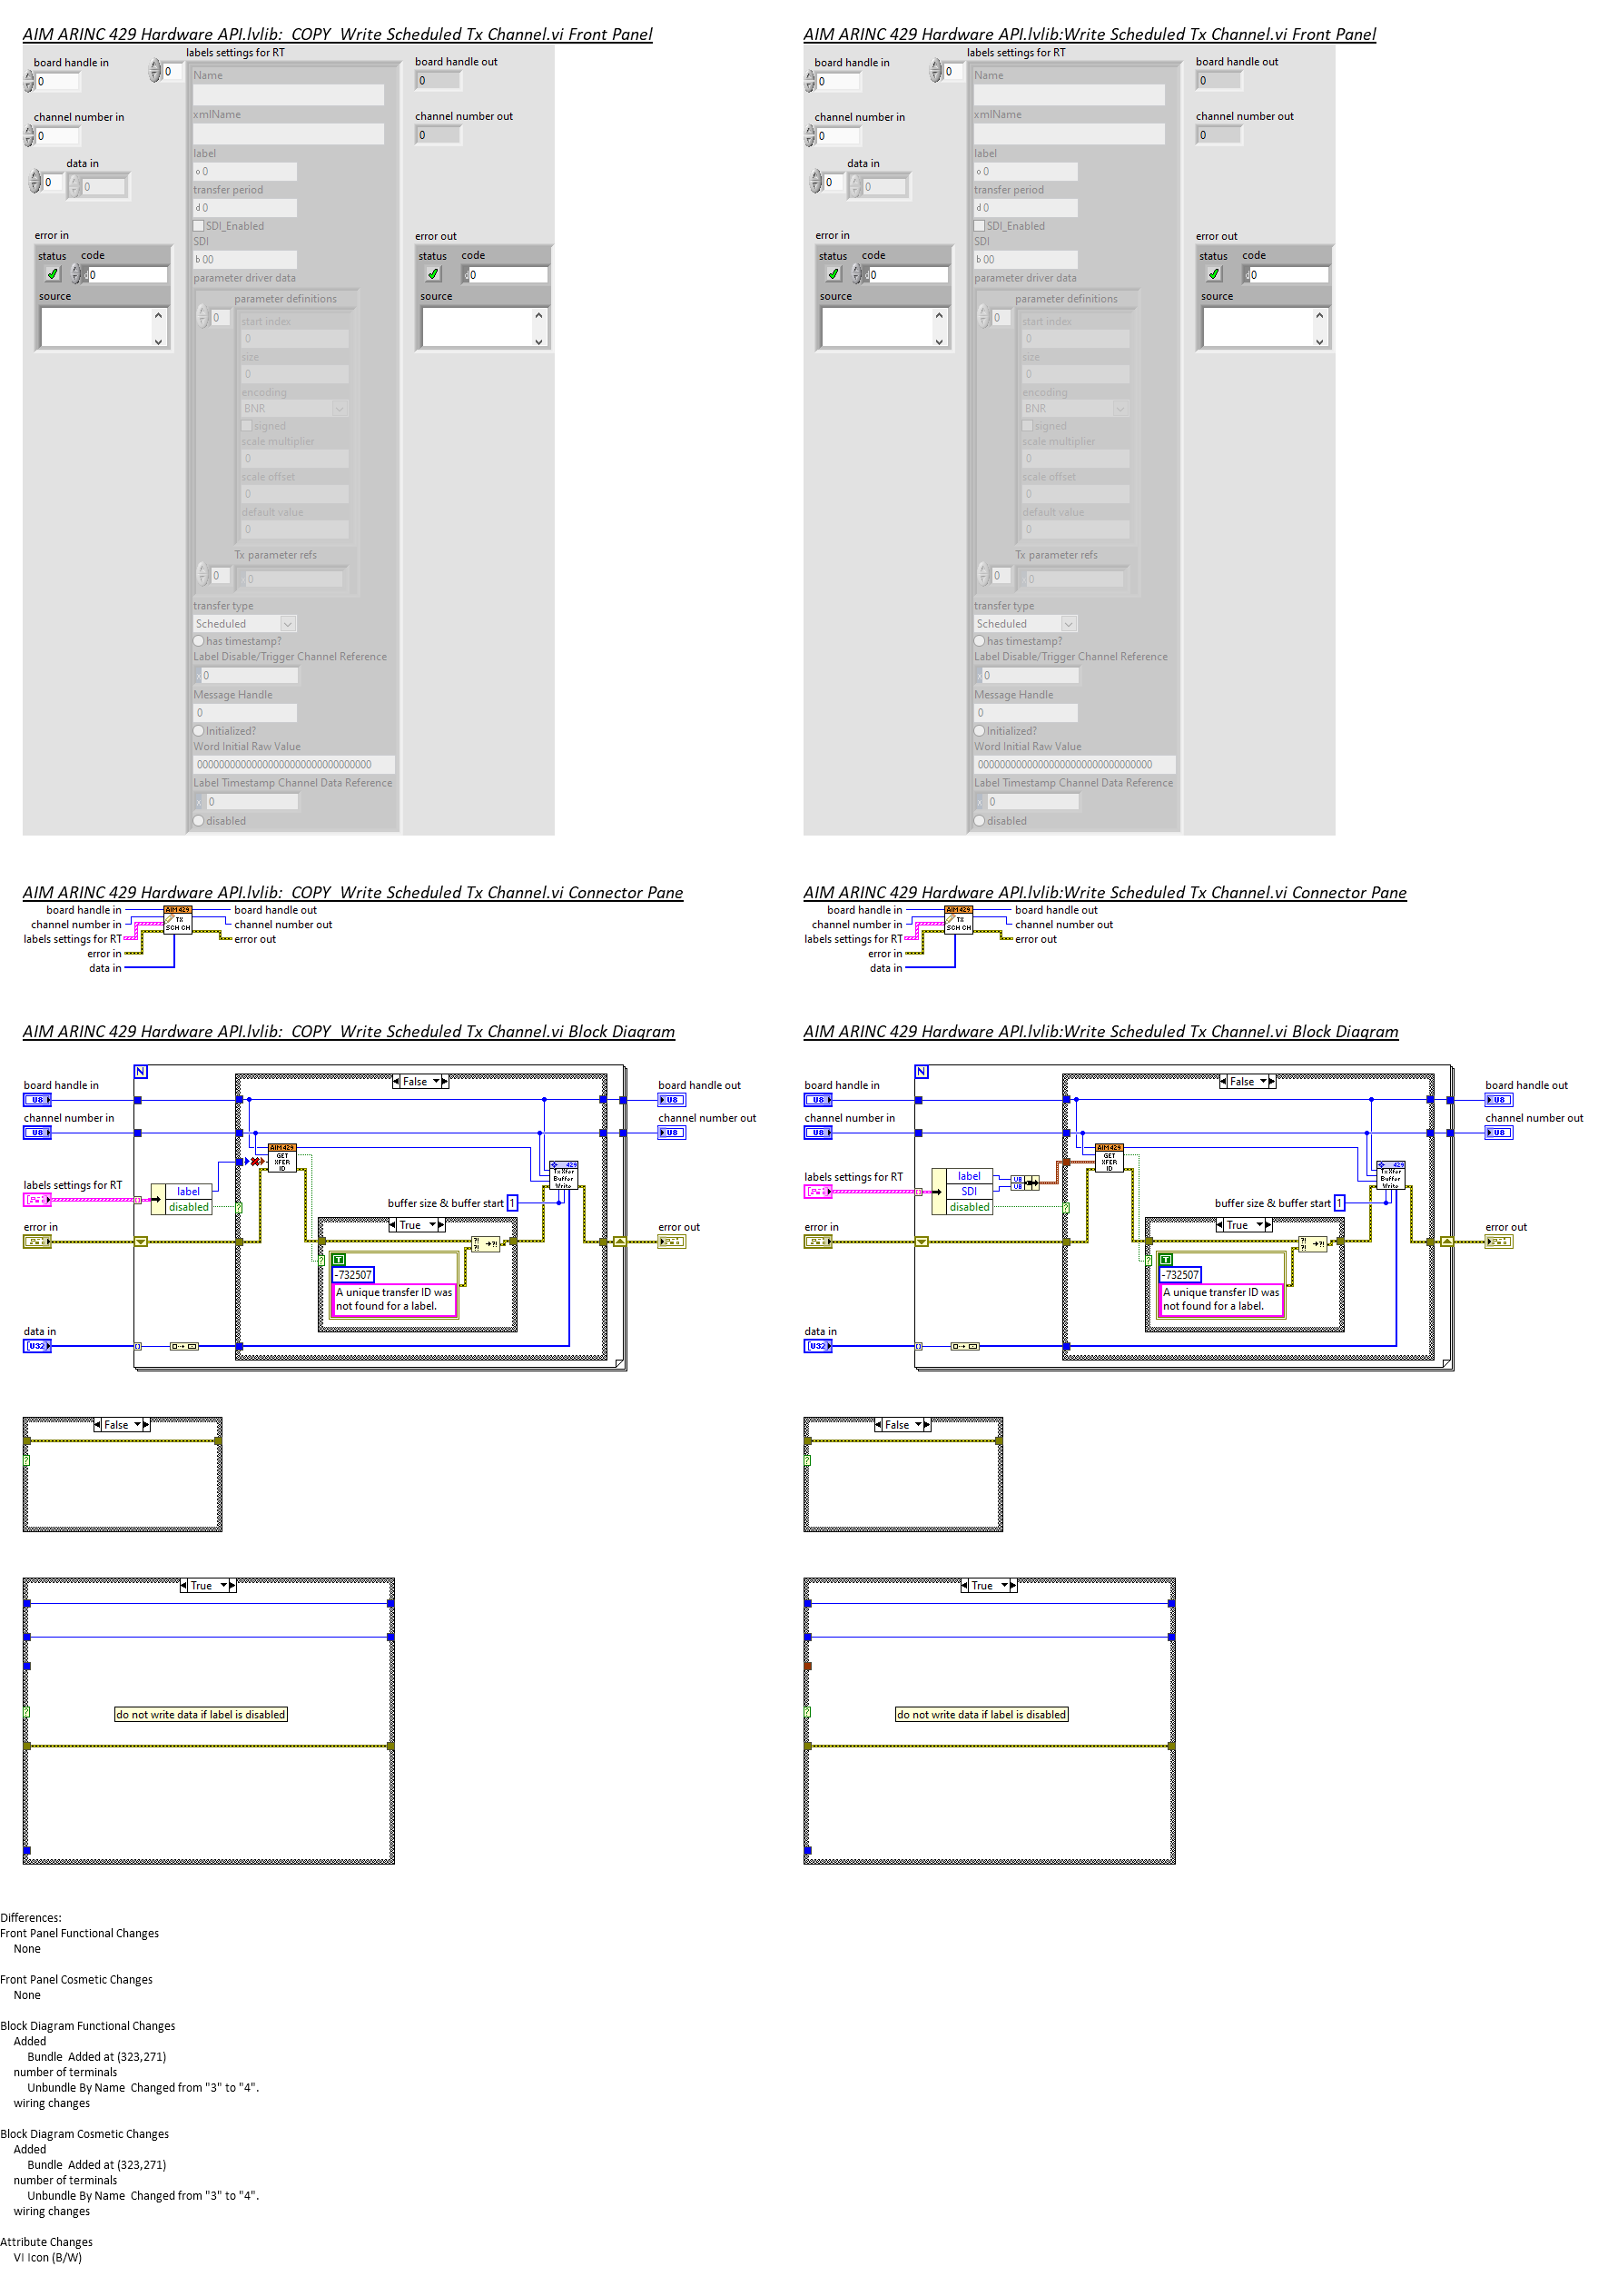 AIM ARINC 429 Hardware API.lvlib:  COPY  Write Scheduled Tx Channel.vi Front Panel
labels settings for RT
board handle in
0
0
board handle out
0
Name
xmlName
channel number in
0
channel number out
0
data in
0
0
label
o 0
transfer period
d 0
SDI_Enabled
SDI
b 00
error in
status code
0
source
error out
status code
0
source
parameter driver data
parameter definitions
0
start index
0
size
0
encoding
BNR
signed
scale multiplier
0
scale offset
0
default value
0
Tx parameter refs
0
0
transfer type
Scheduled
has timestamp?
Label Disable/Trigger Channel Reference
x 0
Message Handle
0
Initialized?
Word Initial Raw Value
00000000000000000000000000000000
Label Timestamp Channel Data Reference
x 0
disabled
AIM ARINC 429 Hardware API.lvlib:Write Scheduled Tx Channel.vi Front Panel
labels settings for RT
board handle in
0
0
board handle out
0
Name
xmlName
channel number in
0
channel number out
0
data in
0
0
label
o 0
transfer period
d 0
SDI_Enabled
SDI
b 00
error in
status code
0
source
error out
status code
0
source
parameter driver data
parameter definitions
0
start index
0
size
0
encoding
BNR
signed
scale multiplier
0
scale offset
0
default value
0
Tx parameter refs
0
0
transfer type
Scheduled
has timestamp?
Label Disable/Trigger Channel Reference
x 0
Message Handle
0
Initialized?
Word Initial Raw Value
00000000000000000000000000000000
Label Timestamp Channel Data Reference
x 0
disabled
AIM ARINC 429 Hardware API.lvlib:  COPY  Write Scheduled Tx Channel.vi Connector Pane
board handle in
channel number in
labels settings for RT
error in
data in
AIM429
TX
SCH CH
board handle out
channel number out
error out
AIM ARINC 429 Hardware API.lvlib:Write Scheduled Tx Channel.vi Connector Pane
board handle in
channel number in
labels settings for RT
error in
data in
AIM429
TX
SCH CH
board handle out
channel number out
error out
AIM ARINC 429 Hardware API.lvlib:  COPY  Write Scheduled Tx Channel.vi Block Diagram
N
False
board handle in
U8
board handle out
U8
channel number in
U8
channel number out
U8
AIM429
GET
XFER
ID
429
Tx Xfer
Buffer
Write
labels settings for RT
label
disabled
buffer size & buffer start 1
error in
True
error out
T
-732507
A unique transfer ID was
not found for a label.
data in
[U32]
AIM ARINC 429 Hardware API.lvlib:Write Scheduled Tx Channel.vi Block Diagram
N
False
board handle in
U8
board handle out
U8
channel number in
U8
channel number out
U8
AIM429
GET
XFER
ID
429
Tx Xfer
Buffer
Write
labels settings for RT
label
SDI
disabled
U8
U8
buffer size & buffer start 1
error in
True
error out
T
-732507
A unique transfer ID was
not found for a label.
data in
[U32]
False
False
True
do not write data if label is disabled
True
do not write data if label is disabled
Differences:
Front Panel Functional Changes
None
Front Panel Cosmetic Changes
None
Block Diagram Functional Changes
Added
Bundle  Added at (323,271)
number of terminals
Unbundle By Name  Changed from "3" to "4".
wiring changes
Block Diagram Cosmetic Changes
Added
Bundle  Added at (323,271)
number of terminals
Unbundle By Name  Changed from "3" to "4".
wiring changes
Attribute Changes
VI Icon (B/W)